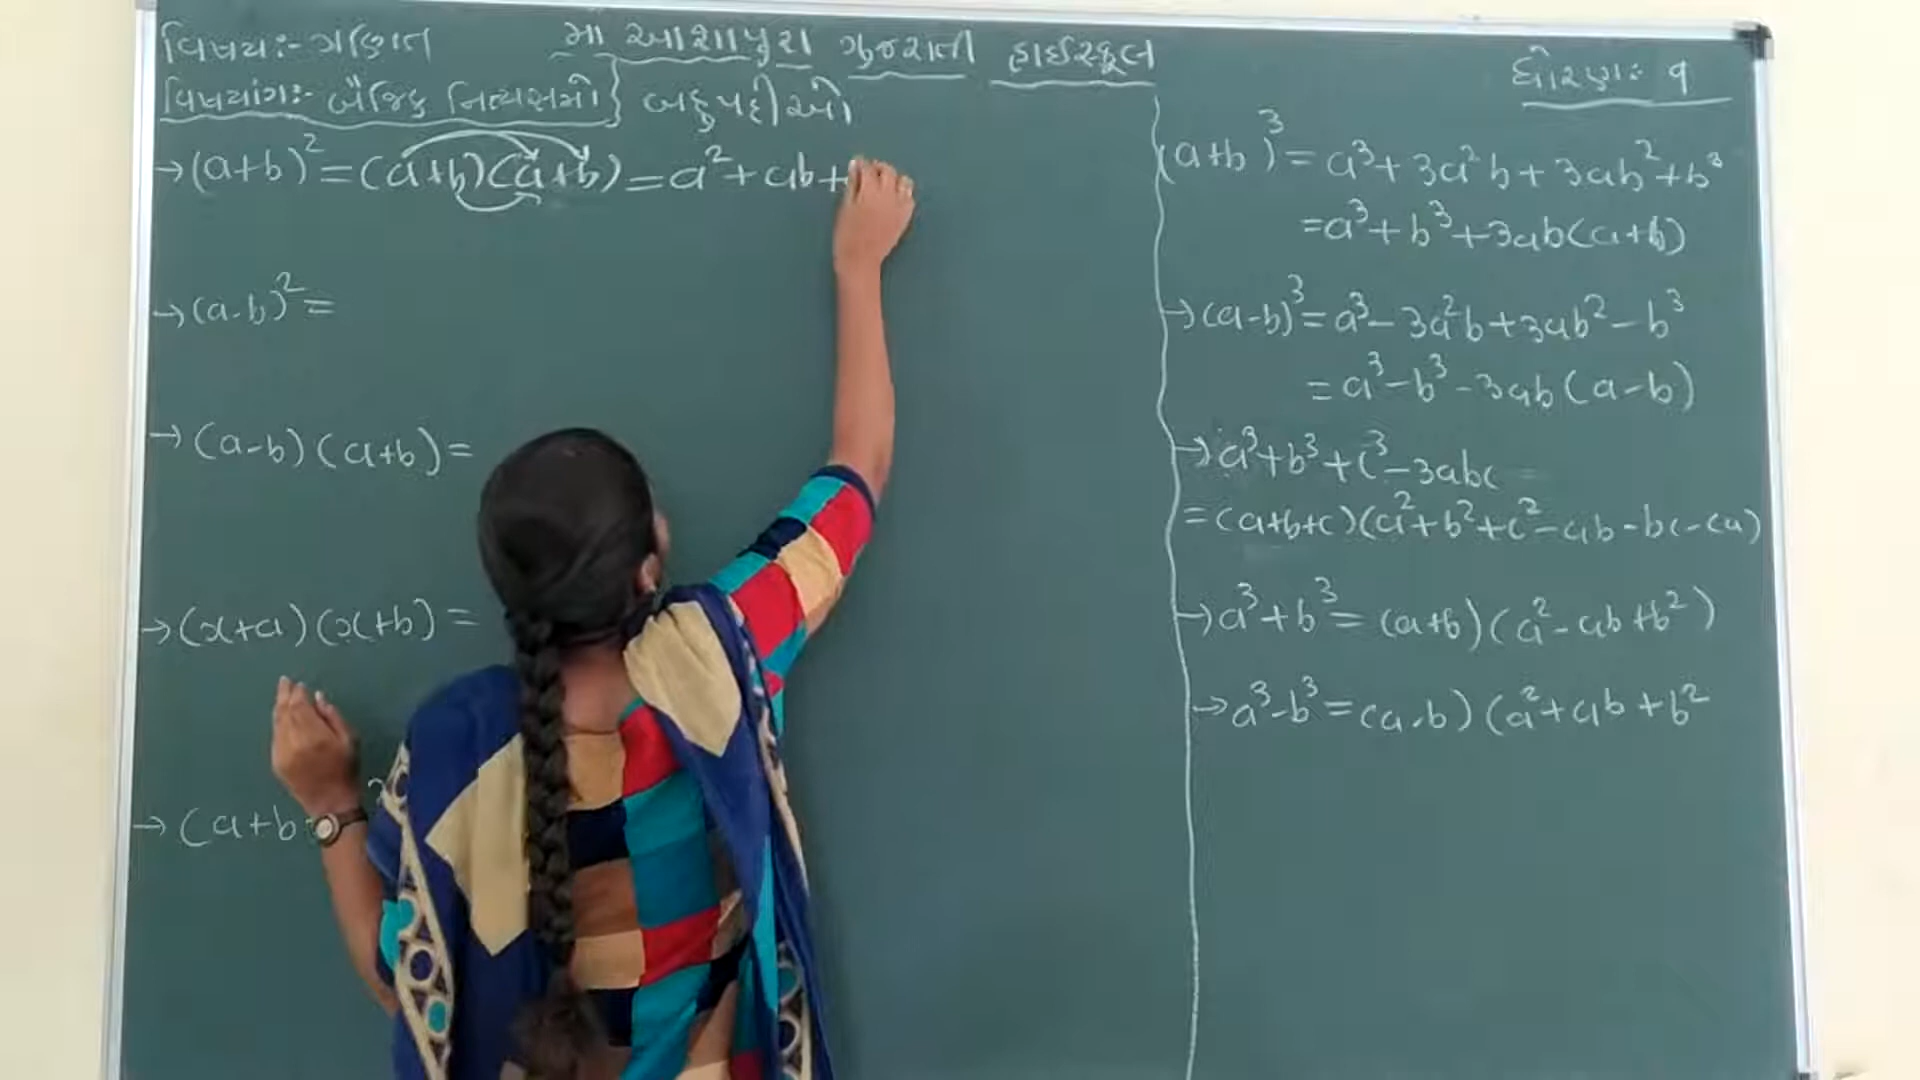 વિષય:- ગણિત
મા આશાપુરા ગુજરાતી હાઈસ્કૂલ
ધોરણ: ૧
વિષયાંગ:- બૈજિક નિત્યસમો} બહુપદીઓ
→(a+b)² = (a+b)(a+b) = a² + ab +
→(a-b)² =
→(a-b)(a+b) =
→(x+a)(x+b) =
→(a+b
(a+b)³ = a³ + 3a²b + 3ab² + b³
= a³ + b³ + 3ab(a+b)
→(a-b)³ = a³ - 3a²b + 3ab² - b³
= a³ - b³ - 3ab(a-b)
→a³ + b³ + c³ - 3abc
= (a+b+c)(a² + b² + c² - ab - bc - ca)
→a³ + b³ = (a+b)(a² - ab + b²)
→a³ - b³ = (a-b)(a² + ab + b²